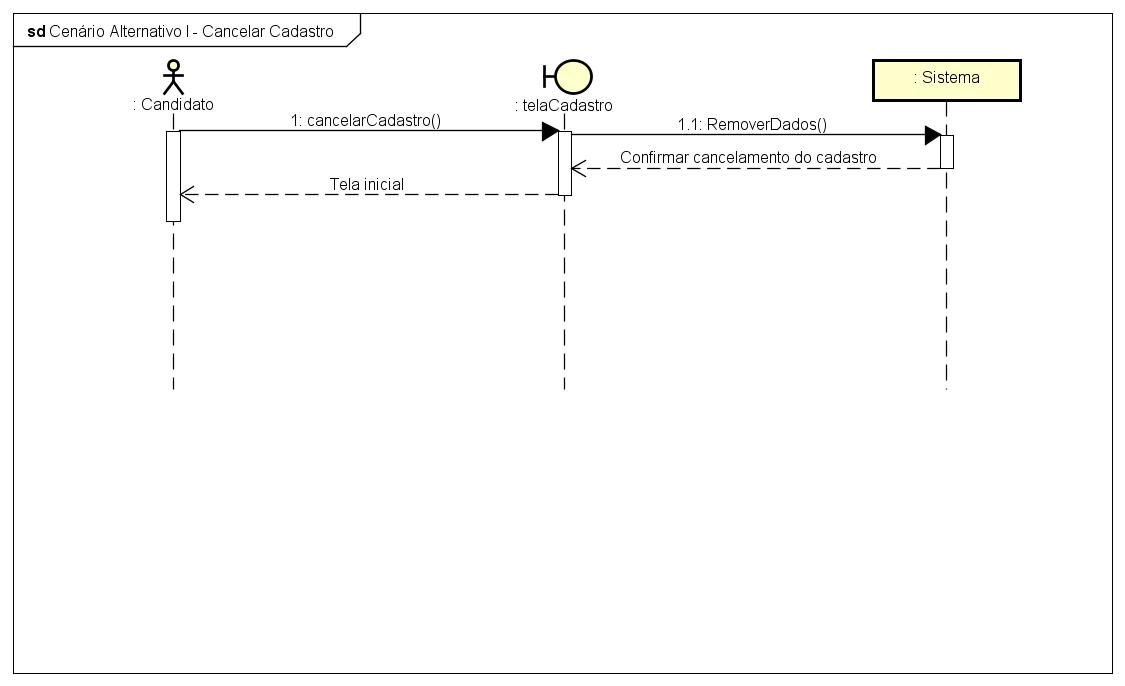 sd Cenário Alternativo I - Cancelar Cadastro
: Candidato
: telaCadastro
: Sistema
1: cancelarCadastro()
1.1: RemoverDados()
Confirmar cancelamento do cadastro
Tela inicial